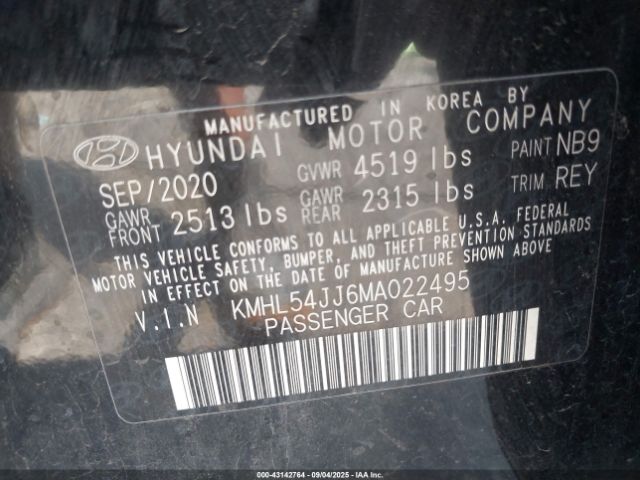 MANUFACTURED IN KOREA BY
HYUNDAI MOTOR COMPANY
SEP/2020 GVWR 4519 lbs PAINT NB9
GAWR FRONT 2513 lbs GAWR REAR 2315 lbs TRIM REY
THIS VEHICLE CONFORMS TO ALL APPLICABLE U.S.A. FEDERAL
MOTOR VEHICLE SAFETY, BUMPER, AND THEFT PREVENTION STANDARDS
IN EFFECT ON THE DATE OF MANUFACTURE SHOWN ABOVE
V.I.N KMHL54JJ6MA022495
PASSENGER CAR
000-43142764 - 09/04/2025 - IAA Inc.